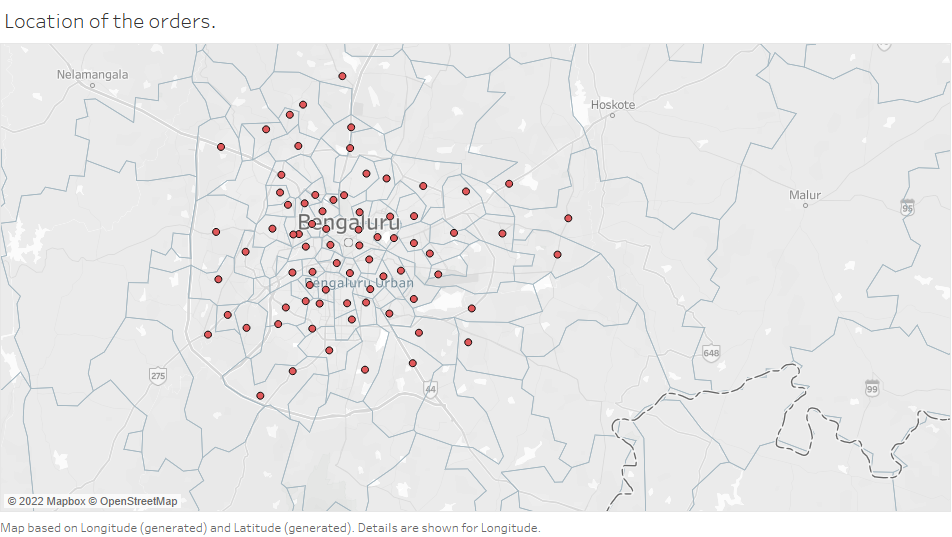 Location of the orders.
Nelamangala
Hoskote
Malur
96
Bengaluru
Bengaluru Urban
648
275
44
99
© 2022 Mapbox © OpenStreetMap
Map based on Longitude (generated) and Latitude (generated). Details are shown for Longitude.